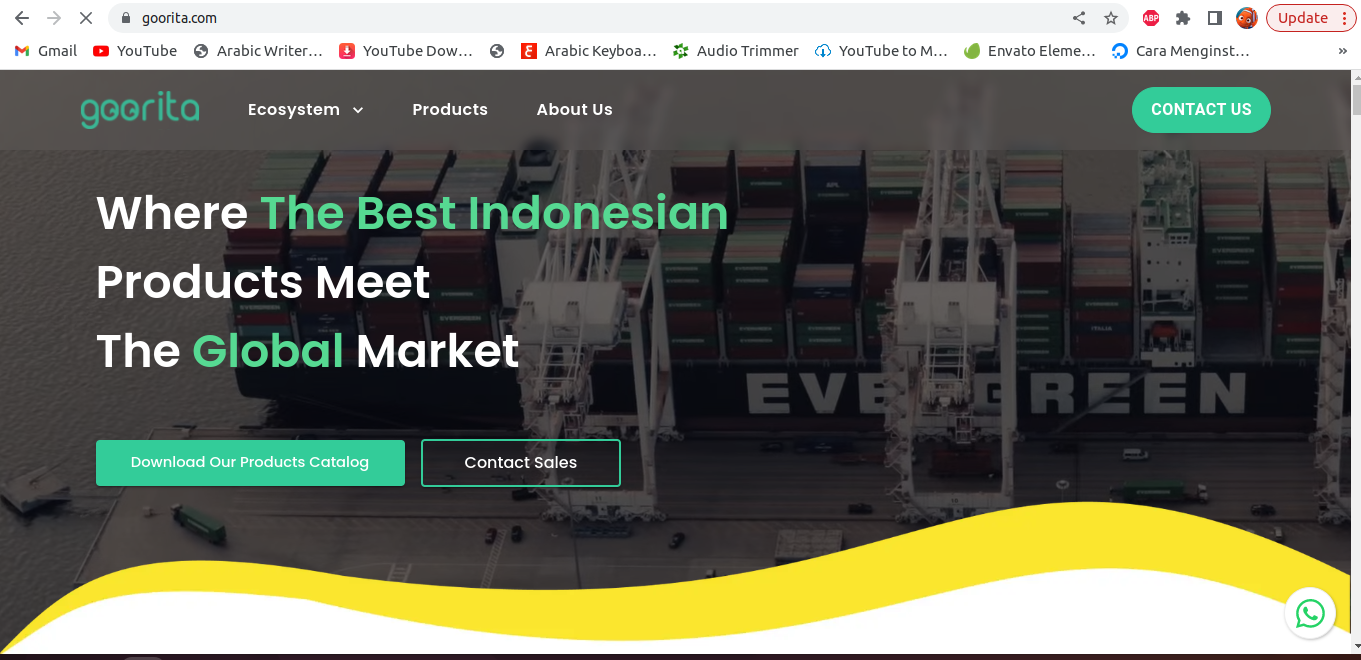 goorita.com
ABP
Update
Gmail
YouTube
Arabic Writer…
YouTube Dow…
Arabic Keyboa…
Audio Trimmer
YouTube to M…
Envato Eleme…
Cara Menginst…
»
goorita
Ecosystem
Products
About Us
CONTACT US
Where The Best Indonesian
Products Meet
The Global Market
EVERGREEN
ITALIA
Download Our Products Catalog
Contact Sales